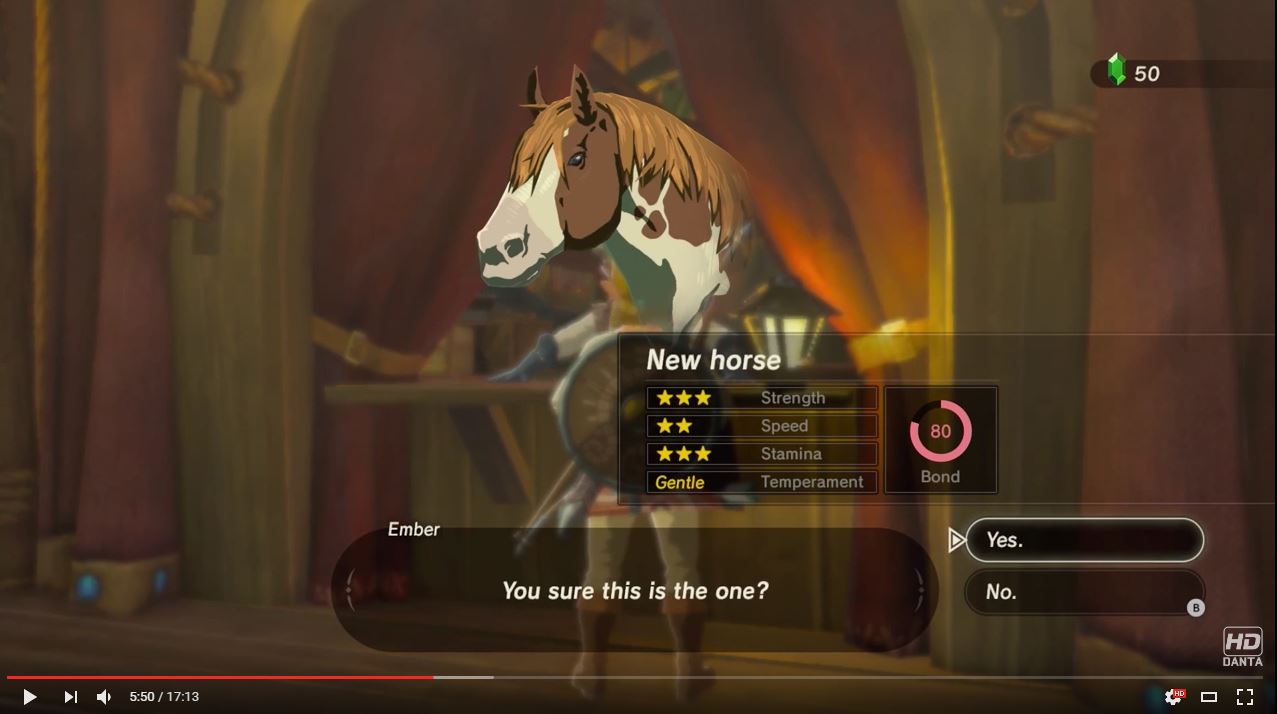 50
New horse
★★★ Strength
★★ Speed
★★★ Stamina
Gentle Temperament
80
Bond
Ember
You sure this is the one?
Yes.
No.
B
HD
DANTA
5:50 / 17:13
HD